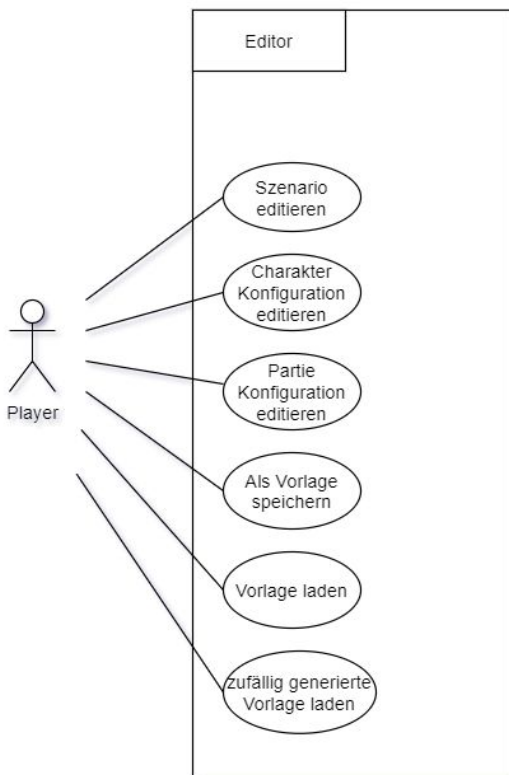 Editor
Szenario
editieren
Charakter
Konfiguration
editieren
Player
Partie
Konfiguration
editieren
Als Vorlage
speichern
Vorlage laden
zufällig generierte
Vorlage laden